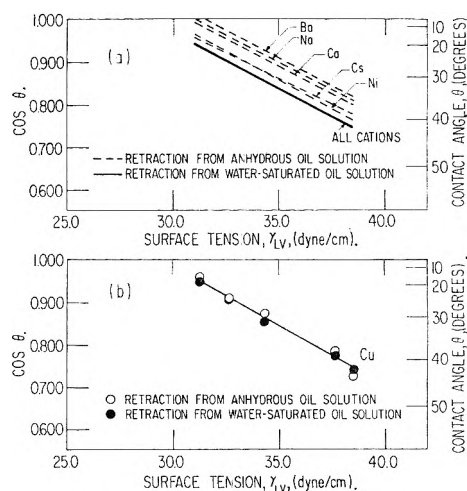 1.000
0.900
0.800
0.700
0.600
COS θ.
(a)
Ba
Na
Ca
Cs
Ni
ALL CATIONS
RETRACTION FROM ANHYDROUS OIL SOLUTION
RETRACTION FROM WATER-SATURATED OIL SOLUTION
10
20
30
40
50
CONTACT ANGLE, θ, (DEGREES)
25.0
30.0
35.0
40.0
SURFACE TENSION, γLV, (dyne/cm).
1.000
0.900
0.800
0.700
0.600
COS θ.
(b)
Cu
RETRACTION FROM ANHYDROUS OIL SOLUTION
RETRACTION FROM WATER-SATURATED OIL SOLUTION
10
20
30
40
50
CONTACT ANGLE, θ, (DEGREES)
25.0
30.0
35.0
40.0
SURFACE TENSION, γLV, (dyne/cm).